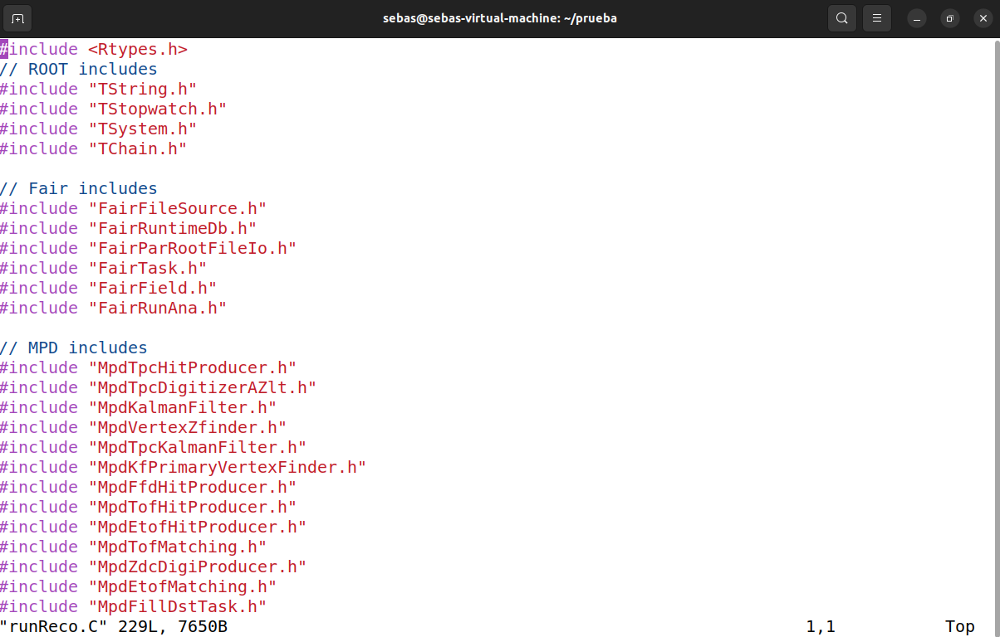 sebas@sebas-virtual-machine: ~/prueba
#include <Rtypes.h>
// ROOT includes
#include "TString.h"
#include "TStopwatch.h"
#include "TSystem.h"
#include "TChain.h"
// Fair includes
#include "FairFileSource.h"
#include "FairRuntimeDb.h"
#include "FairParRootFileIo.h"
#include "FairTask.h"
#include "FairField.h"
#include "FairRunAna.h"
// MPD includes
#include "MpdTpcHitProducer.h"
#include "MpdTpcDigitizerAZlt.h"
#include "MpdKalmanFilter.h"
#include "MpdVertexZfinder.h"
#include "MpdTpcKalmanFilter.h"
#include "MpdKfPrimaryVertexFinder.h"
#include "MpdFfdHitProducer.h"
#include "MpdTofHitProducer.h"
#include "MpdEtofHitProducer.h"
#include "MpdTofMatching.h"
#include "MpdZdcDigiProducer.h"
#include "MpdEtofMatching.h"
#include "MpdFillDstTask.h"
"runReco.C" 229L, 7650B 1,1 Top